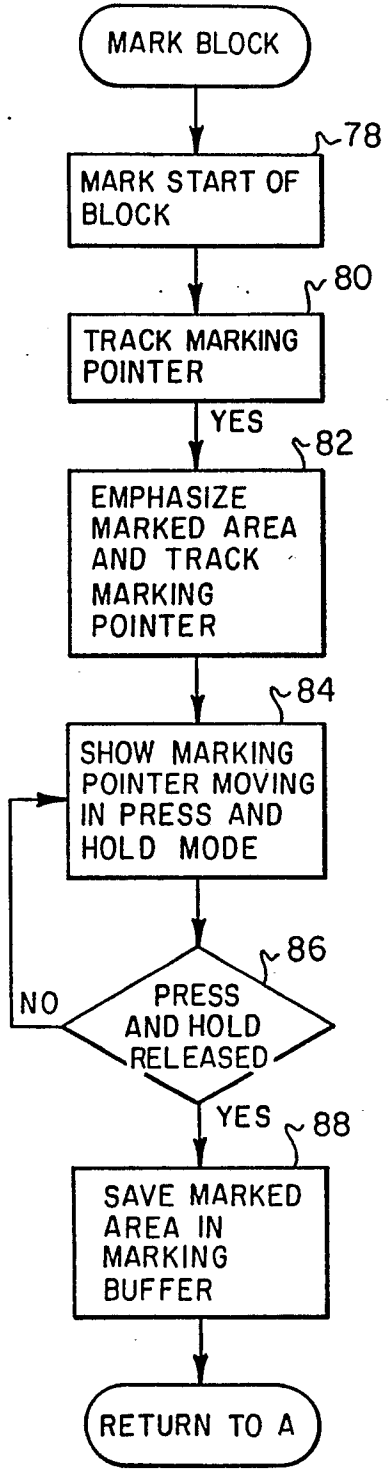 MARK BLOCK
78
MARK START OF
BLOCK
80
TRACK MARKING
POINTER
YES
82
EMPHASIZE
MARKED AREA
AND TRACK
MARKING
POINTER
84
SHOW MARKING
POINTER MOVING
IN PRESS AND
HOLD MODE
86
NO
PRESS
AND HOLD
RELEASED
YES
88
SAVE MARKED
AREA IN
MARKING
BUFFER
RETURN TO A